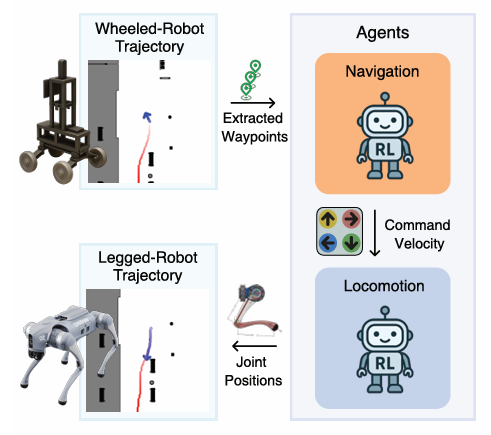 Wheeled-Robot
Trajectory
Extracted
Waypoints
Agents
Navigation
RL
Command
Velocity
Locomotion
RL
Legged-Robot
Trajectory
Joint
Positions